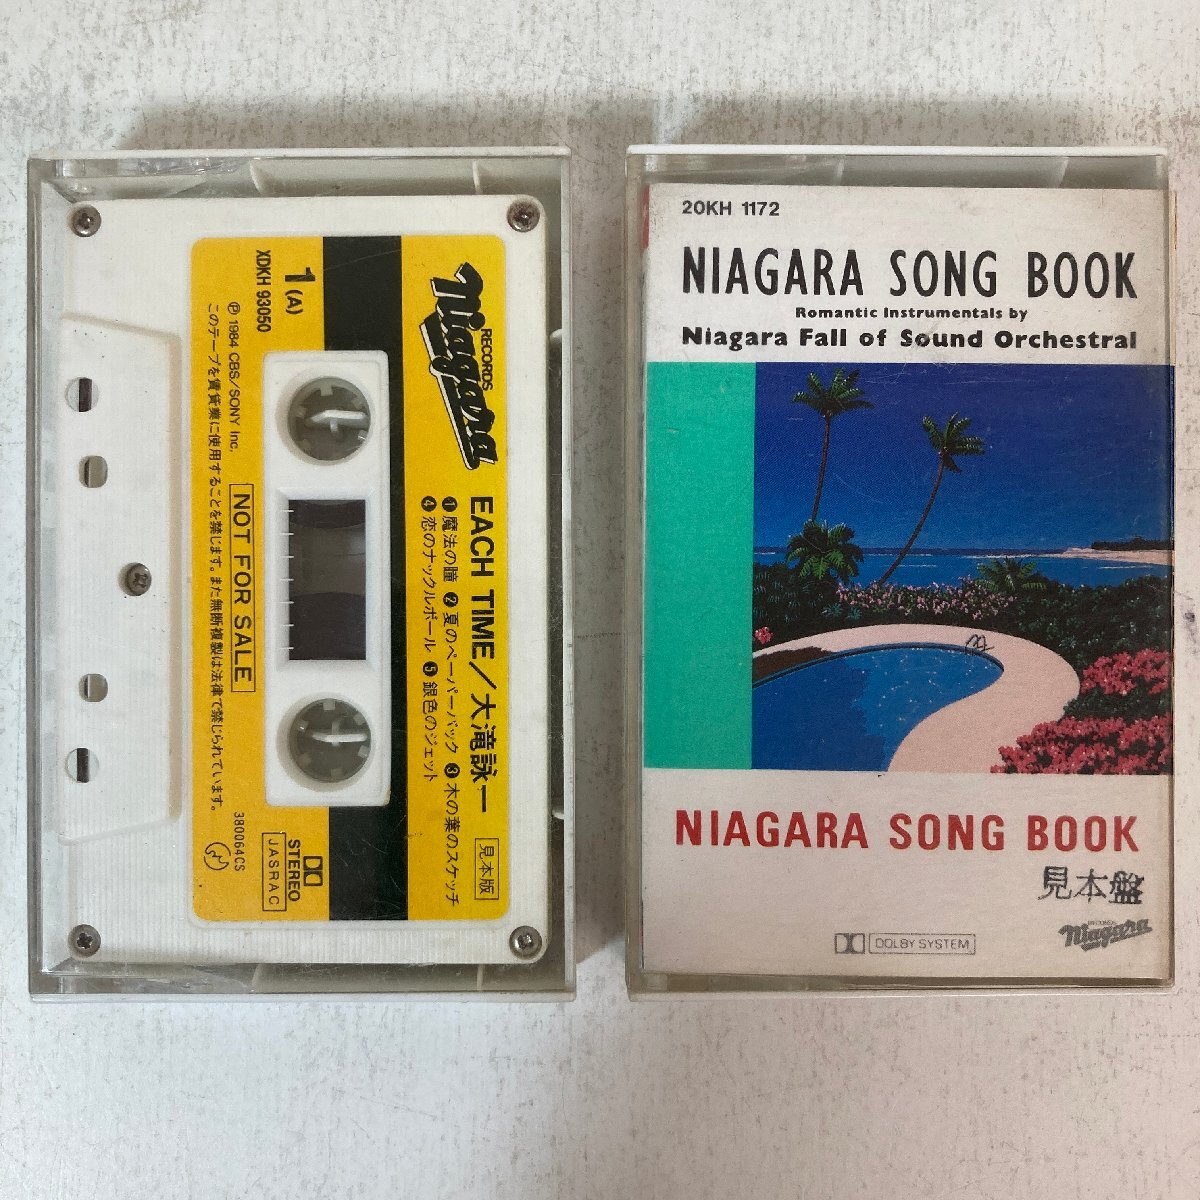 Niagara
RECORDS
EACH TIME/大滝詠一
❶魔法の瞳 ❷夏のペーパーバック ❸木の葉のスケッチ
❹恋のナックルボール ❺銀色のジェット
見本版
1(A)
XDKH 93050
STEREO
JASRAC
NOT FOR SALE
Ⓟ1984 CBS/SONY Inc.
380064CS
このテープを賃貸業に使用することを禁じます。また無断複製は法律で禁じられています。
20KH 1172
NIAGARA SONG BOOK
Romantic Instrumentals by
Niagara Fall of Sound Orchestral
NIAGARA SONG BOOK
見本盤
DOLBY SYSTEM
RECORDS
Niagara